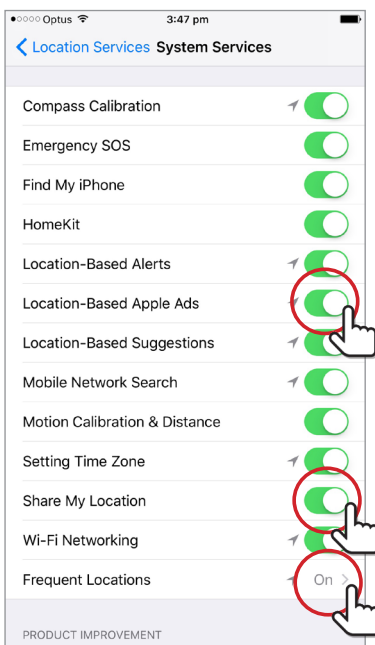 Optus 3:47 pm
Location Services System Services
Compass Calibration
Emergency SOS
Find My iPhone
HomeKit
Location-Based Alerts
Location-Based Apple Ads
Location-Based Suggestions
Mobile Network Search
Motion Calibration & Distance
Setting Time Zone
Share My Location
Wi-Fi Networking
Frequent Locations On
PRODUCT IMPROVEMENT